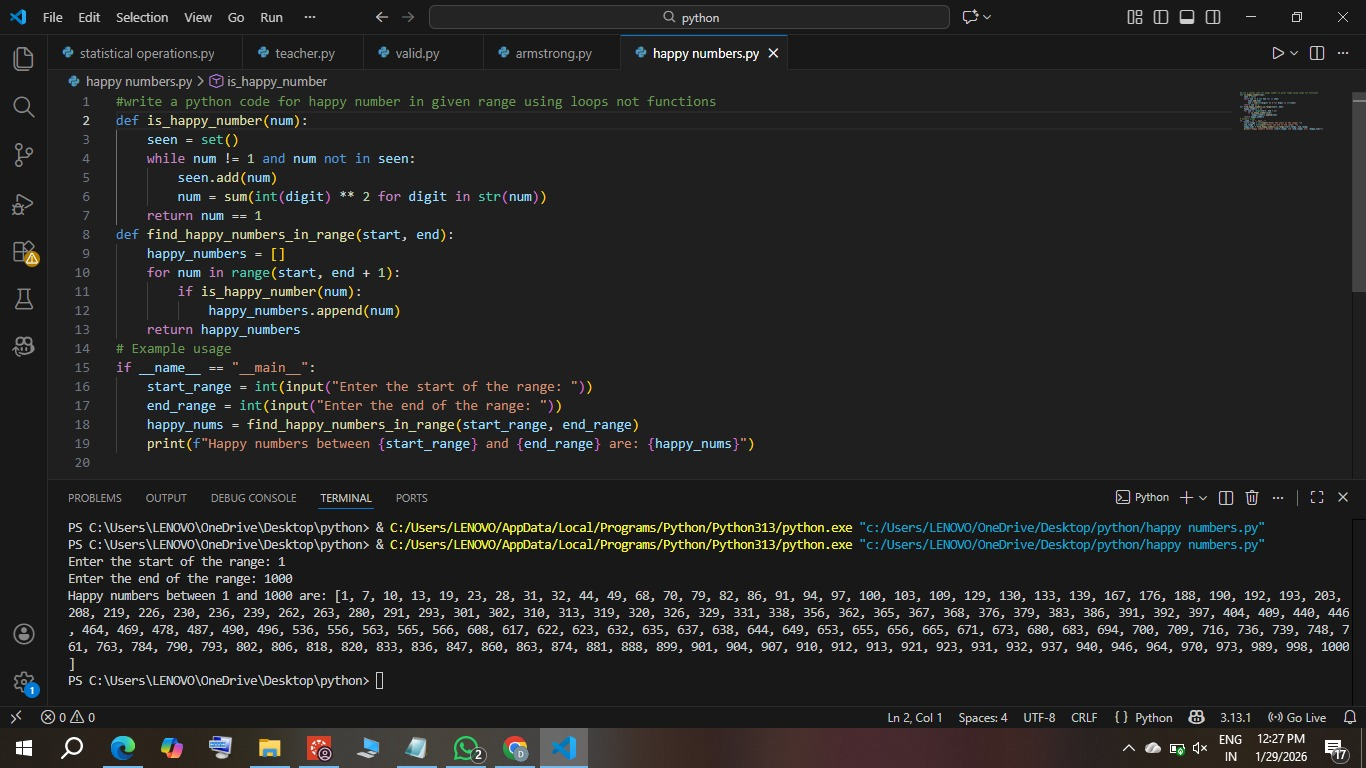 File Edit Selection View Go Run ··· python
statistical operations.py teacher.py valid.py armstrong.py happy numbers.py
happy numbers.py > is_happy_number
1 #write a python code for happy number in given range using loops not functions
2 def is_happy_number(num):
3 seen = set()
4 while num != 1 and num not in seen:
5 seen.add(num)
6 num = sum(int(digit) ** 2 for digit in str(num))
7 return num == 1
8 def find_happy_numbers_in_range(start, end):
9 happy_numbers = []
10 for num in range(start, end + 1):
11 if is_happy_number(num):
12 happy_numbers.append(num)
13 return happy_numbers
14 # Example usage
15 if __name__ == "__main__":
16 start_range = int(input("Enter the start of the range: "))
17 end_range = int(input("Enter the end of the range: "))
18 happy_nums = find_happy_numbers_in_range(start_range, end_range)
19 print(f"Happy numbers between {start_range} and {end_range} are: {happy_nums}")
20
PROBLEMS OUTPUT DEBUG CONSOLE TERMINAL PORTS Python
PS C:\Users\LENOVO\OneDrive\Desktop\python> & C:/Users/LENOVO/AppData/Local/Programs/Python/Python313/python.exe "c:/Users/LENOVO/OneDrive/Desktop/python/happy numbers.py"
PS C:\Users\LENOVO\OneDrive\Desktop\python> & C:/Users/LENOVO/AppData/Local/Programs/Python/Python313/python.exe "c:/Users/LENOVO/OneDrive/Desktop/python/happy numbers.py"
Enter the start of the range: 1
Enter the end of the range: 1000
Happy numbers between 1 and 1000 are: [1, 7, 10, 13, 19, 23, 28, 31, 32, 44, 49, 68, 70, 79, 82, 86, 91, 94, 97, 100, 103, 109, 129, 130, 133, 139, 167, 176, 188, 190, 192, 193, 203,
208, 219, 226, 230, 236, 239, 262, 263, 280, 291, 293, 301, 302, 310, 313, 319, 320, 326, 329, 331, 338, 356, 362, 365, 367, 368, 376, 379, 383, 386, 391, 392, 397, 404, 409, 440, 446
, 464, 469, 478, 487, 490, 496, 536, 556, 563, 565, 566, 608, 617, 622, 623, 632, 635, 637, 638, 644, 649, 653, 655, 656, 665, 671, 673, 680, 683, 694, 700, 709, 716, 736, 739, 748, 7
61, 763, 784, 790, 793, 802, 806, 818, 820, 833, 836, 847, 860, 863, 874, 881, 888, 899, 901, 904, 907, 910, 912, 913, 921, 923, 931, 932, 937, 940, 946, 964, 970, 973, 989, 998, 1000
]
PS C:\Users\LENOVO\OneDrive\Desktop\python>
1
0 0 Ln 2, Col 1 Spaces: 4 UTF-8 CRLF {} Python 3.13.1 Go Live
2 D ENG 12:27 PM
IN 1/29/2026 17